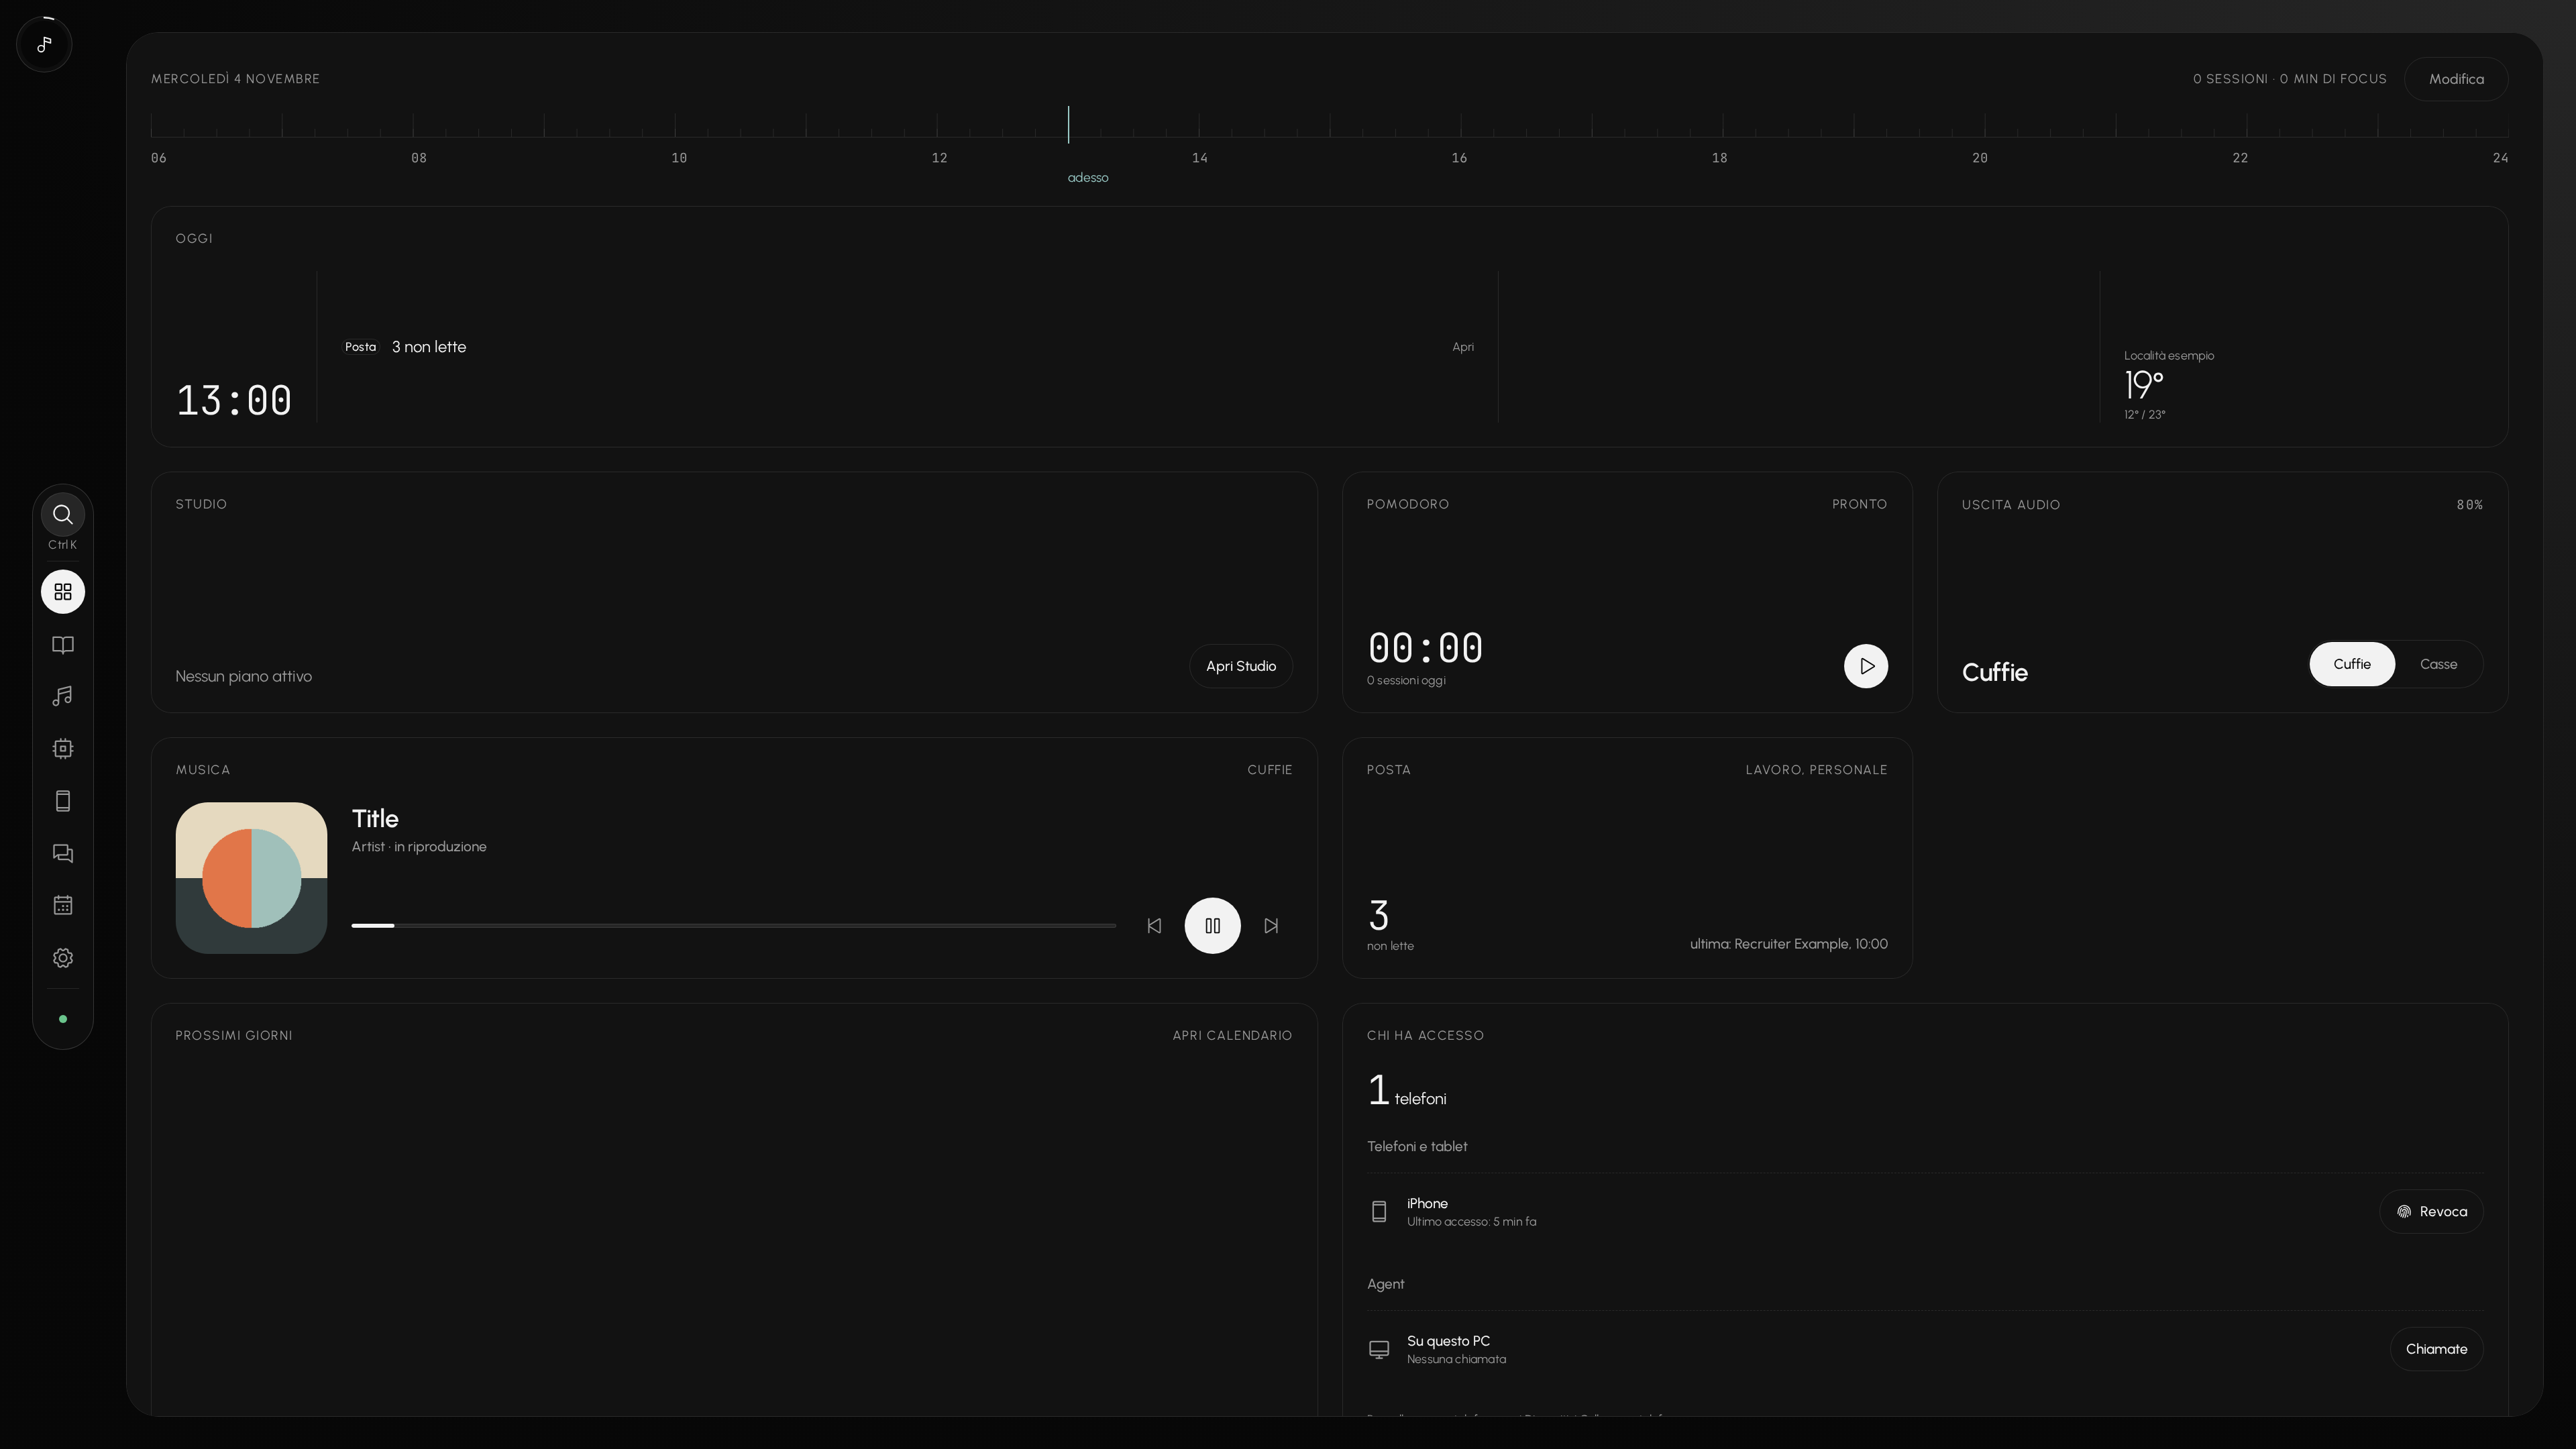 MERCOLEDÌ 4 NOVEMBRE
0 SESSIONI · 0 MIN DI FOCUS
Modifica
06 08 10 12 14 16 18 20 22 24
adesso
OGGI
Posta 3 non lette
Apri
13:00
Località esempio
19°
12° / 23°
Ctrl K
STUDIO
Nessun piano attivo
Apri Studio
POMODORO
PRONTO
00:00
0 sessioni oggi
USCITA AUDIO
80%
Cuffie
Cuffie
Casse
MUSICA
CUFFIE
Title
Artist · in riproduzione
POSTA
LAVORO, PERSONALE
3
non lette
ultima: Recruiter Example, 10:00
PROSSIMI GIORNI
APRI CALENDARIO
CHI HA ACCESSO
1 telefoni
Telefoni e tablet
iPhone
Ultimo accesso: 5 min fa
Revoca
Agent
Su questo PC
Nessuna chiamata
Chiamate